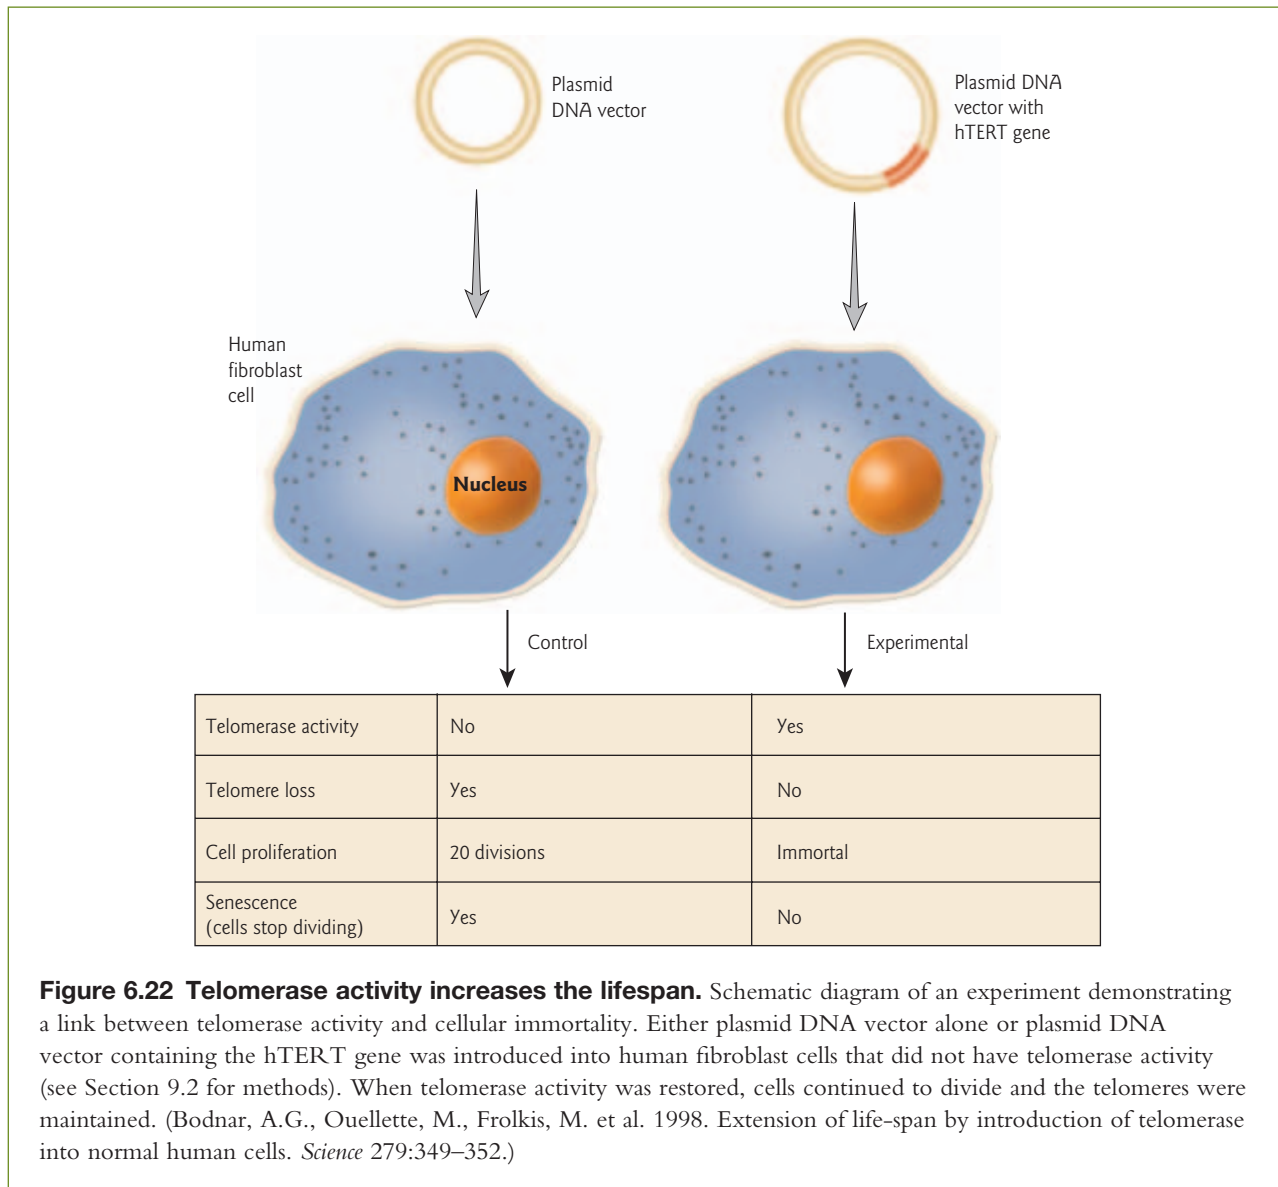 Plasmid
DNA vector
Plasmid DNA
vector with
hTERT gene
Human
fibroblast
cell
Nucleus
Control
Experimental
Telomerase activity No Yes
Telomere loss Yes No
Cell proliferation 20 divisions Immortal
Senescence
(cells stop dividing) Yes No
Figure 6.22 Telomerase activity increases the lifespan. Schematic diagram of an experiment demonstrating
a link between telomerase activity and cellular immortality. Either plasmid DNA vector alone or plasmid DNA
vector containing the hTERT gene was introduced into human fibroblast cells that did not have telomerase activity
(see Section 9.2 for methods). When telomerase activity was restored, cells continued to divide and the telomeres were
maintained. (Bodnar, A.G., Ouellette, M., Frolkis, M. et al. 1998. Extension of life-span by introduction of telomerase
into normal human cells. Science 279:349–352.)